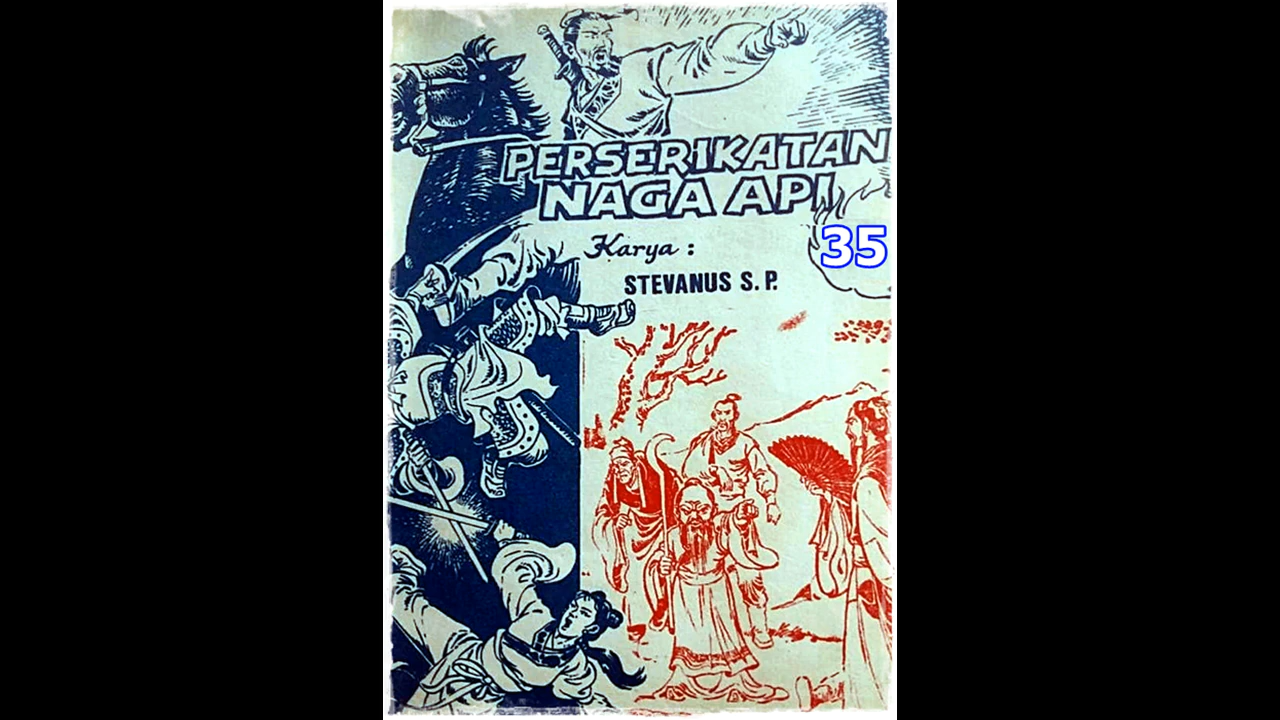 PERSERIKATAN
NAGA API
35
Karya :
STEVANUS S. P.